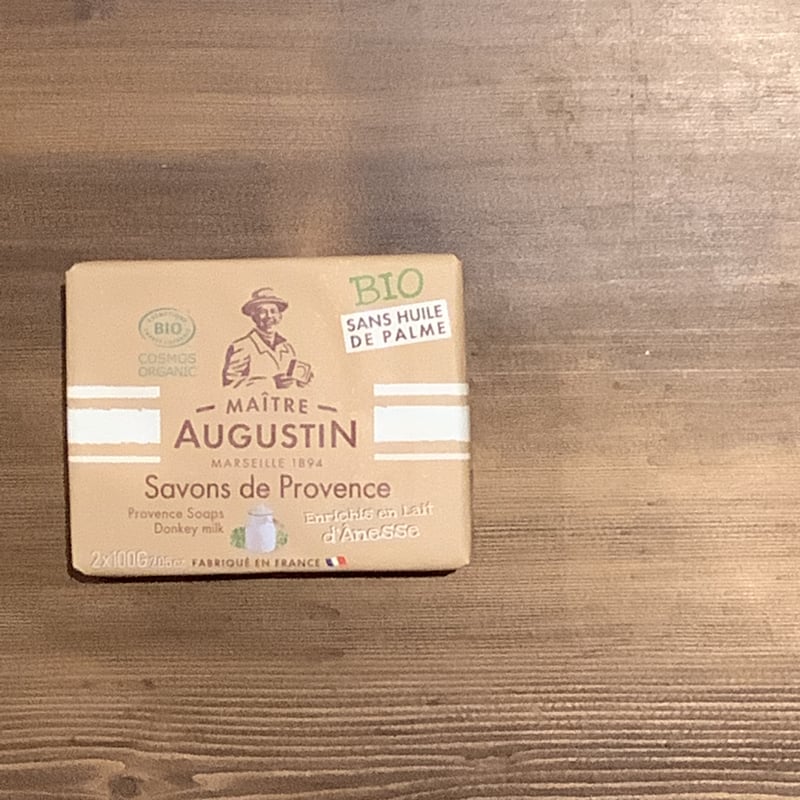 BIO
SANS HUILE
DE PALME
BIO
COSMOS
ORGANIC
MAÎTRE
AUGUSTIN
MARSEILLE 1894
Savons de Provence
Provence Soaps
Donkey milk
Enrichis en Lait
d'Ânesse
2x100G
FABRIQUÉ EN FRANCE